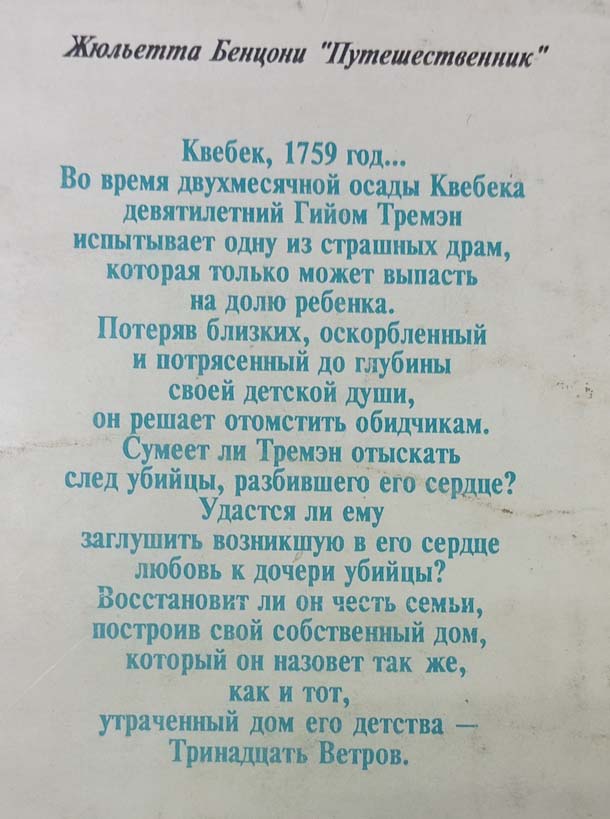 Жюльетта Бенцони "Путешественник"
Квебек, 1759 год...
Во время двухмесячной осады Квебека
девятилетний Гийом Тремэн
испытывает одну из страшных драм,
которая только может выпасть
на долю ребенка.
Потеряв близких, оскорбленный
и потрясенный до глубины
своей детской души,
он решает отомстить обидчикам.
Сумеет ли Тремэн отыскать
след убийцы, разбившего его сердце?
Удастся ли ему
заглушить возникшую в его сердце
любовь к дочери убийцы?
Восстановит ли он честь семьи,
построив свой собственный дом,
который он назовет так же,
как и тот,
утраченный дом его детства —
Тринадцать Ветров.